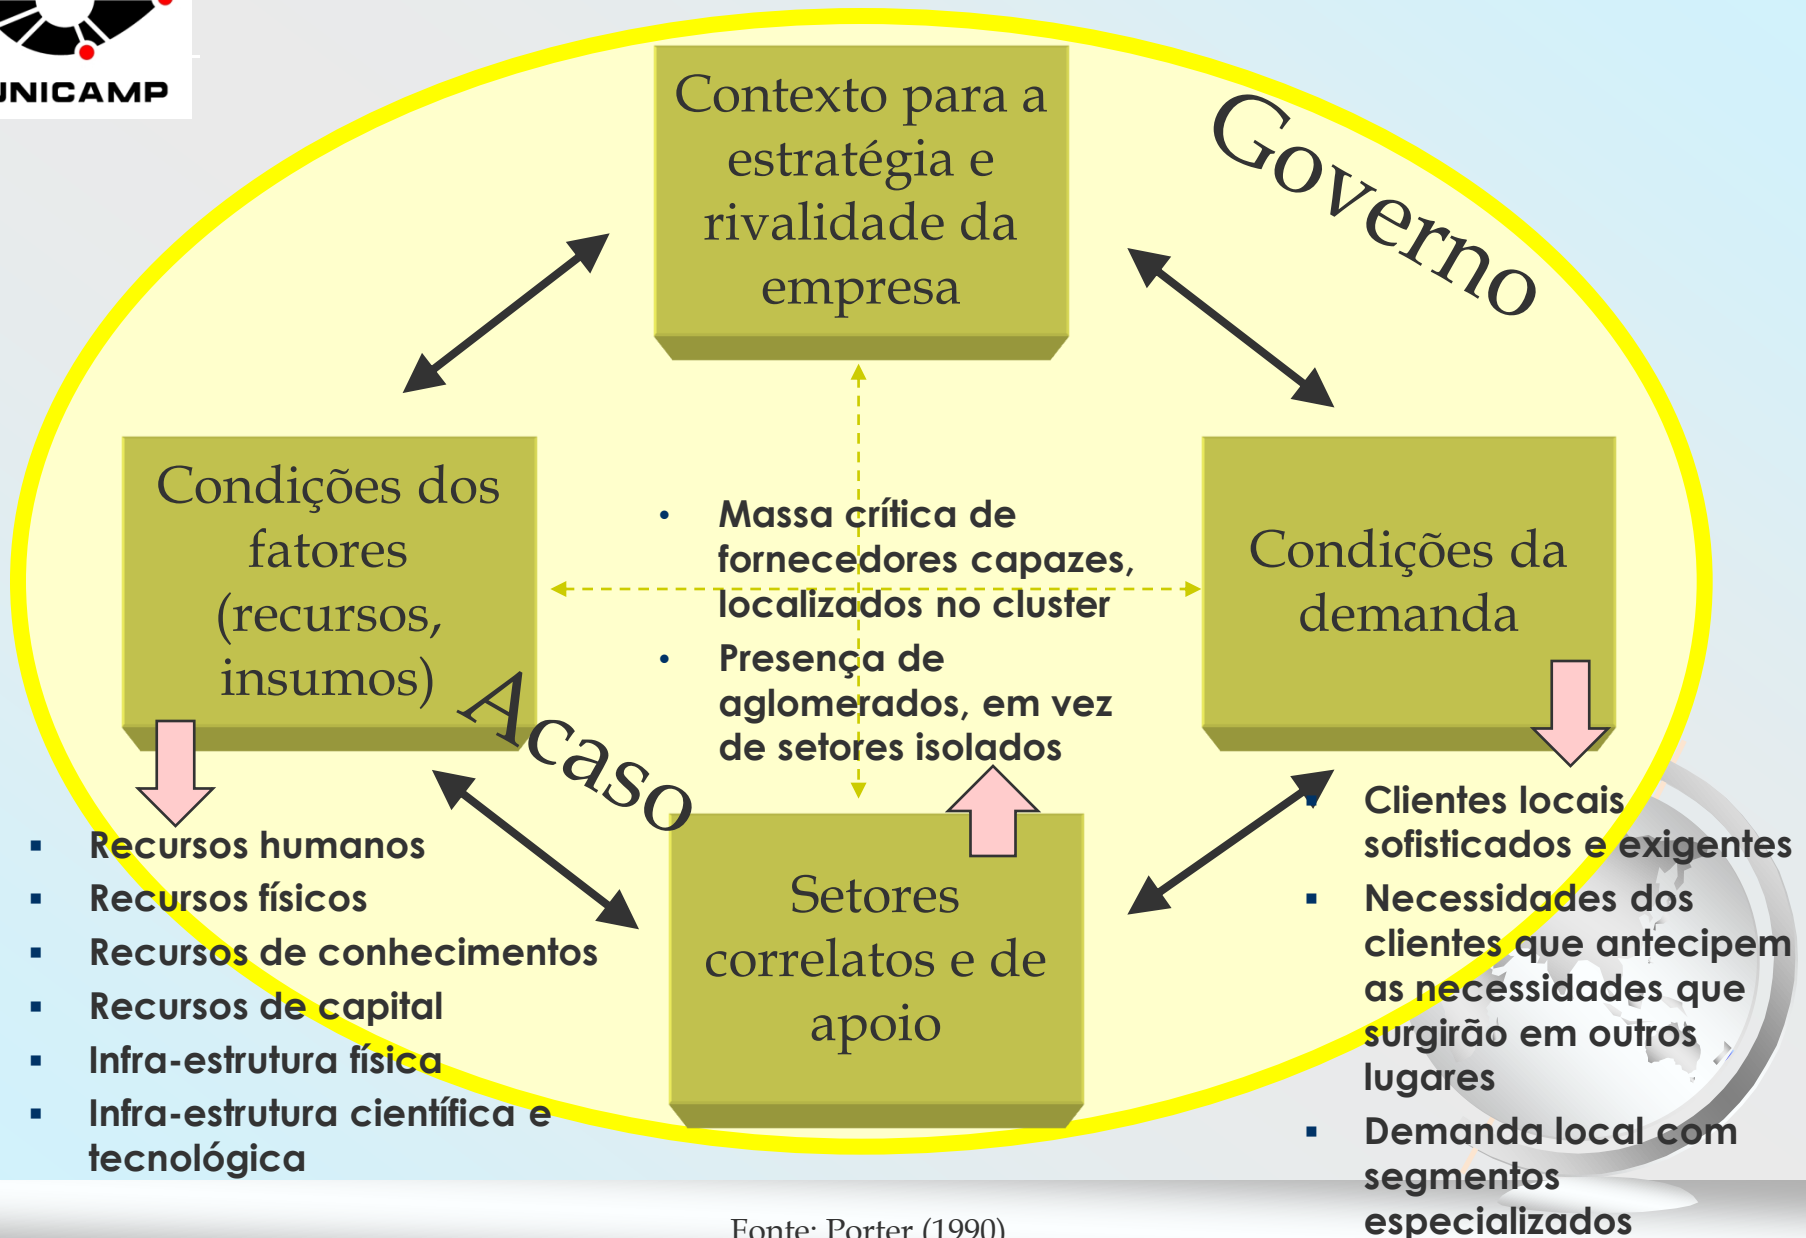 UNICAMP
Contexto para a
estratégia e
rivalidade da
empresa
Governo
Condições dos
fatores
(recursos,
insumos)
• Massa crítica de
fornecedores capazes,
localizados no cluster
• Presença de
aglomerados, em vez
de setores isolados
Condições da
demanda
Acaso
Setores
correlatos e de
apoio
▪ Recursos humanos
▪ Recursos físicos
▪ Recursos de conhecimentos
▪ Recursos de capital
▪ Infra-estrutura física
▪ Infra-estrutura científica e
tecnológica
▪ Clientes locais
sofisticados e exigentes
▪ Necessidades dos
clientes que antecipem
as necessidades que
surgirão em outros
lugares
▪ Demanda local com
segmentos
especializados
Fonte: Porter (1990)